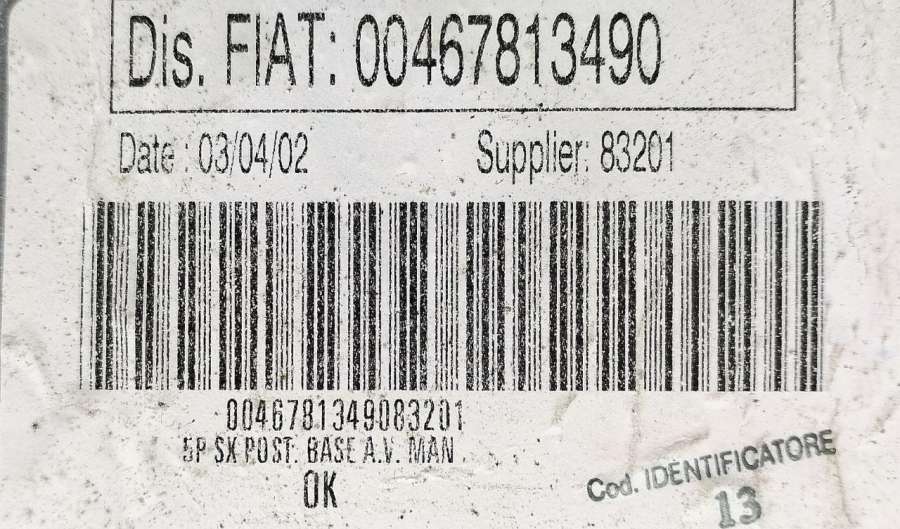 Dis. FIAT: 00467813490
Date : 03/04/02 Supplier: 83201
0046781349083201
5P SX POST. BASE A.V. MAN
OK
Cod. IDENTIFICATORE
13